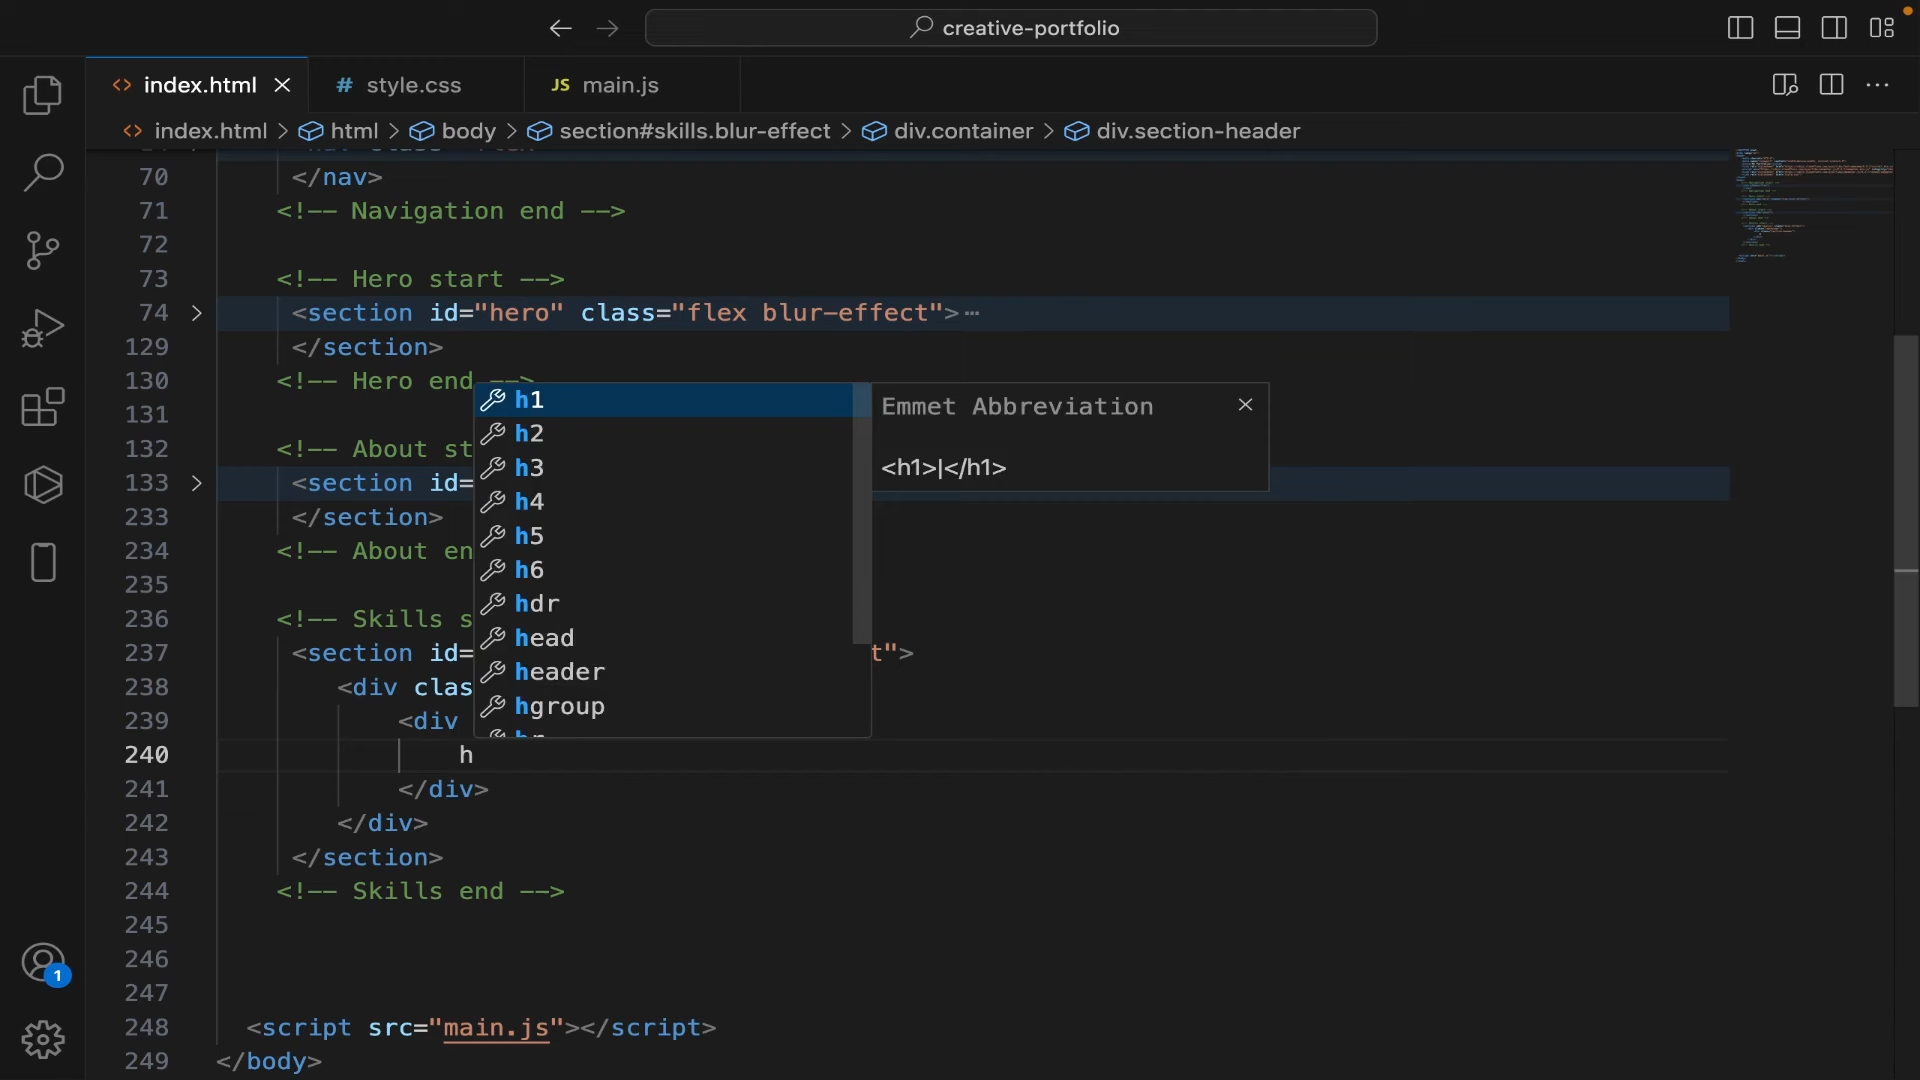 creative-portfolio
index.html
# style.css
JS main.js
index.html > html > body > section#skills.blur-effect > div.container > div.section-header
70 </nav>
71 <!-- Navigation end -->
72
73 <!-- Hero start -->
74 <section id="hero" class="flex blur-effect">…
129 </section>
130 <!-- Hero end -->
131
132 <!-- About st
133 <section id=
233 </section>
234 <!-- About en
235
236 <!-- Skills s
237 <section id= t">
238 <div clas
239 <div
240 h
241 </div>
242 </div>
243 </section>
244 <!-- Skills end -->
245
246
247
248 <script src="main.js"></script>
249 </body>
h1
h2
h3
h4
h5
h6
hdr
head
header
hgroup
Emmet Abbreviation
<h1>|</h1>
1